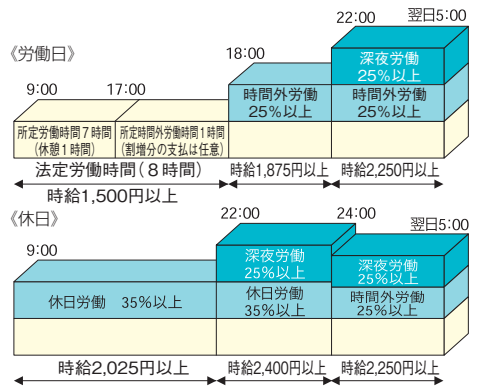 《労働日》
9:00
17:00
18:00
22:00
翌日5:00
所定労働時間7時間
(休憩1時間)
所定時間外労働時間1時間
(割増分の支払は任意)
時間外労働
25%以上
深夜労働
25%以上
時間外労働
25%以上
法定労働時間(8時間)
時給1,500円以上
時給1,875円以上
時給2,250円以上
《休日》
9:00
22:00
24:00
翌日5:00
休日労働 35%以上
深夜労働
25%以上
休日労働
35%以上
深夜労働
25%以上
時間外労働
25%以上
時給2,025円以上
時給2,400円以上
時給2,250円以上